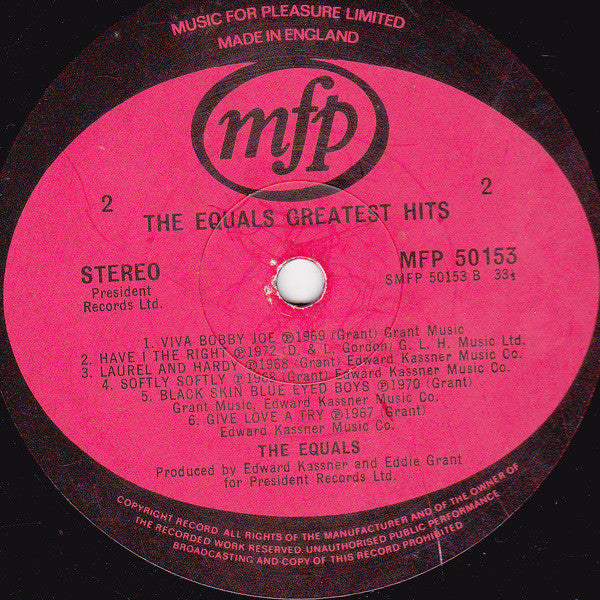 MUSIC FOR PLEASURE LIMITED
MADE IN ENGLAND
mfp
2
2
THE EQUALS GREATEST HITS
STEREO
President
Records Ltd.
MFP 50153
SMFP 50153 B 33⅓
1. VIVA BOBBY JOE ℗1969 (Grant) Grant Music
2. HAVE I THE RIGHT ℗1972 (D. & L. Gordon) G. L. H. Music Ltd.
3. LAUREL AND HARDY ℗1968 (Grant) Edward Kassner Music Co.
4. SOFTLY SOFTLY ℗1968 (Grant) Edward Kassner Music Co.
5. BLACK SKIN BLUE EYED BOYS ℗1970 (Grant)
Grant Music, Edward Kassner Music Co.
6. GIVE LOVE A TRY ℗1967 (Grant)
Edward Kassner Music Co.
THE EQUALS
Produced by Edward Kassner and Eddie Grant
for President Records Ltd.
COPYRIGHT RECORD. ALL RIGHTS OF THE MANUFACTURER AND OF THE OWNER OF
THE RECORDED WORK RESERVED. UNAUTHORISED PUBLIC PERFORMANCE
BROADCASTING AND COPY OF THIS RECORD PROHIBITED